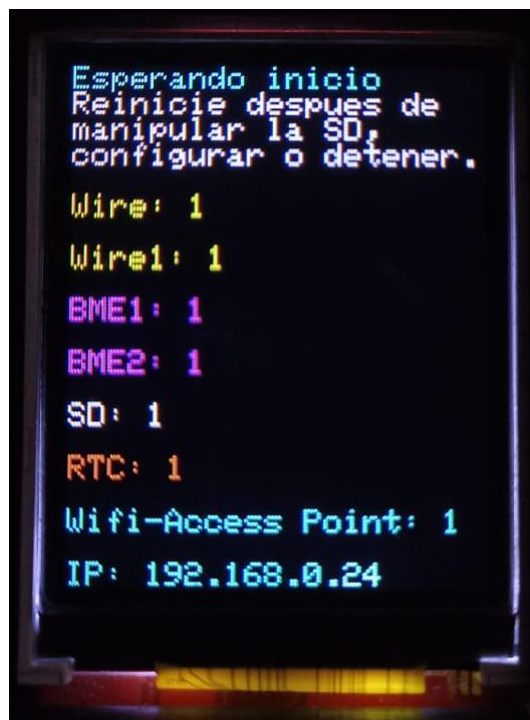 Esperando inicio
Reinicie despues de
manipular la SD,
configurar o detener.
Wire: 1
Wire1: 1
BME1: 1
BME2: 1
SD: 1
RTC: 1
Wifi-Access Point: 1
IP: 192.168.0.24